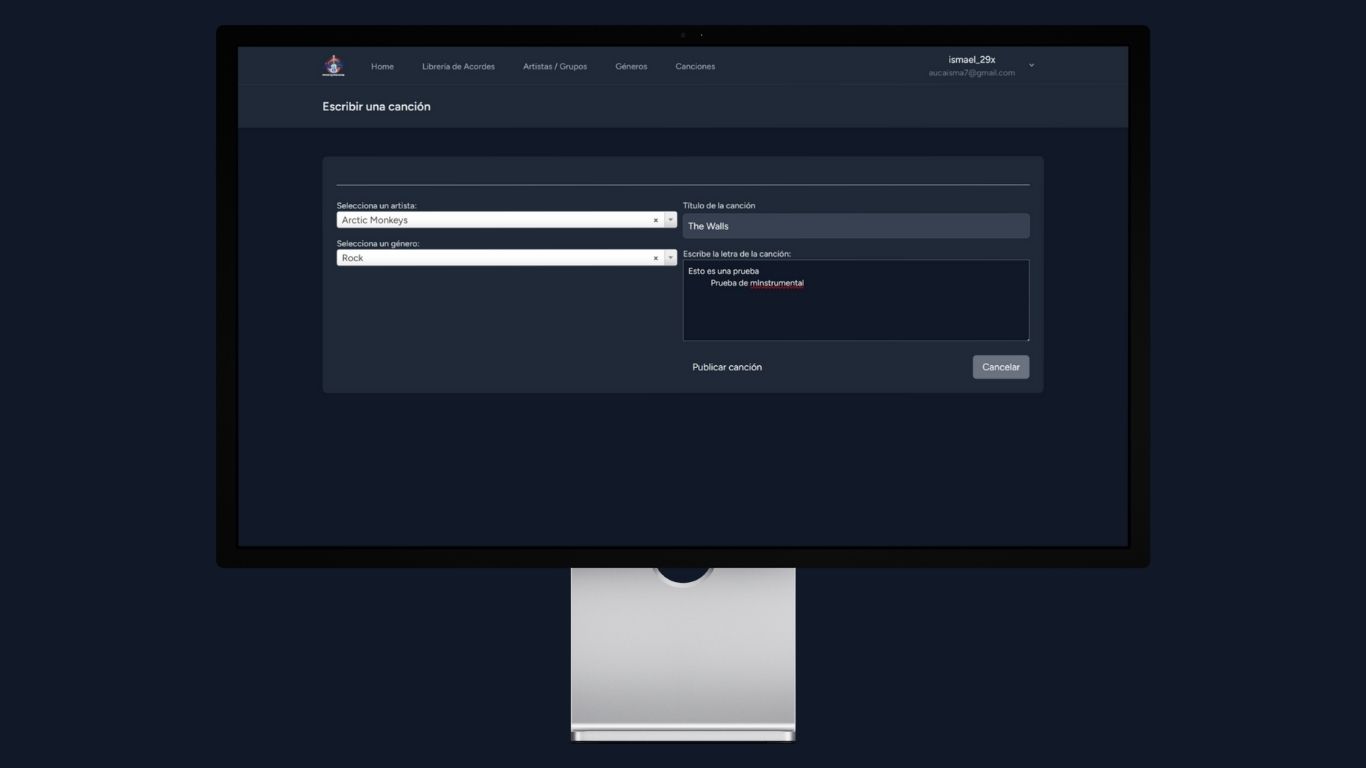 Home
Librería de Acordes
Artistas / Grupos
Géneros
Canciones
ismael_29x
aucaisma7@gmail.com
Escribir una canción
Selecciona un artista:
Arctic Monkeys
Selecciona un género:
Rock
Título de la canción
The Walls
Escribe la letra de la canción:
Esto es una prueba
Prueba de mInstrumental
Publicar canción
Cancelar